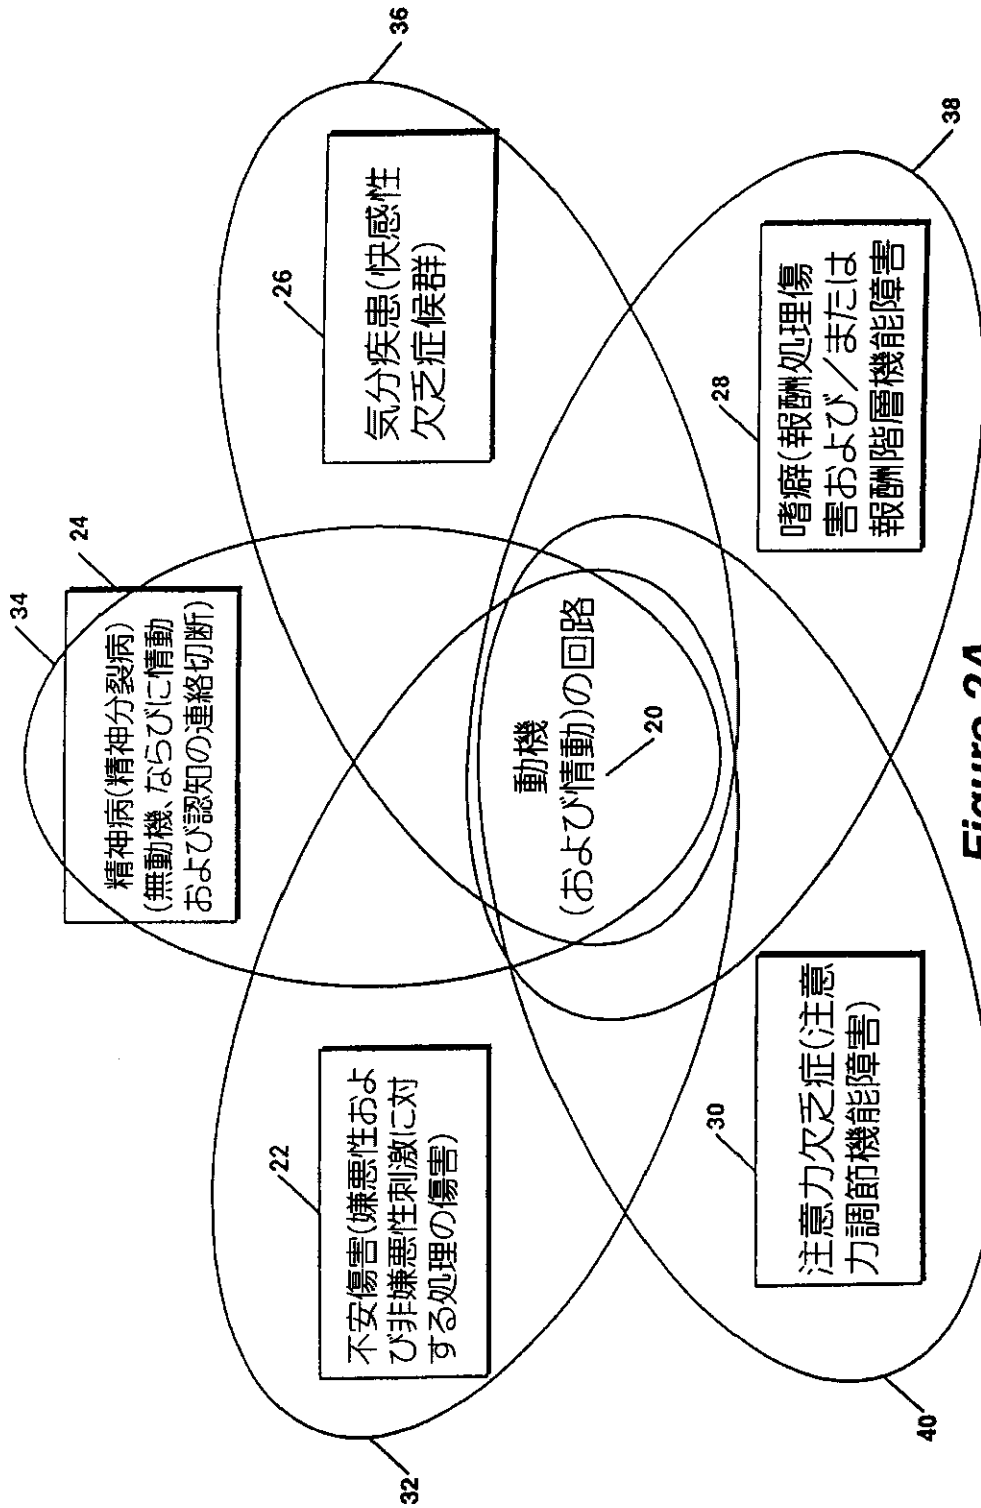 34
24
精神病(精神分裂病)
(無動機、ならびに情動
および認知の連絡切断)
36
26
気分疾患(快感性
欠乏症候群)
22
不安傷害(嫌悪性およ
び非嫌悪性刺激に対
する処理の傷害)
32
動機
(および情動)の回路
20
38
28
嗜癖(報酬処理傷
害および/または
報酬階層機能障害
30
注意力欠乏症(注意
力調節機能障害)
40
Figure 2A